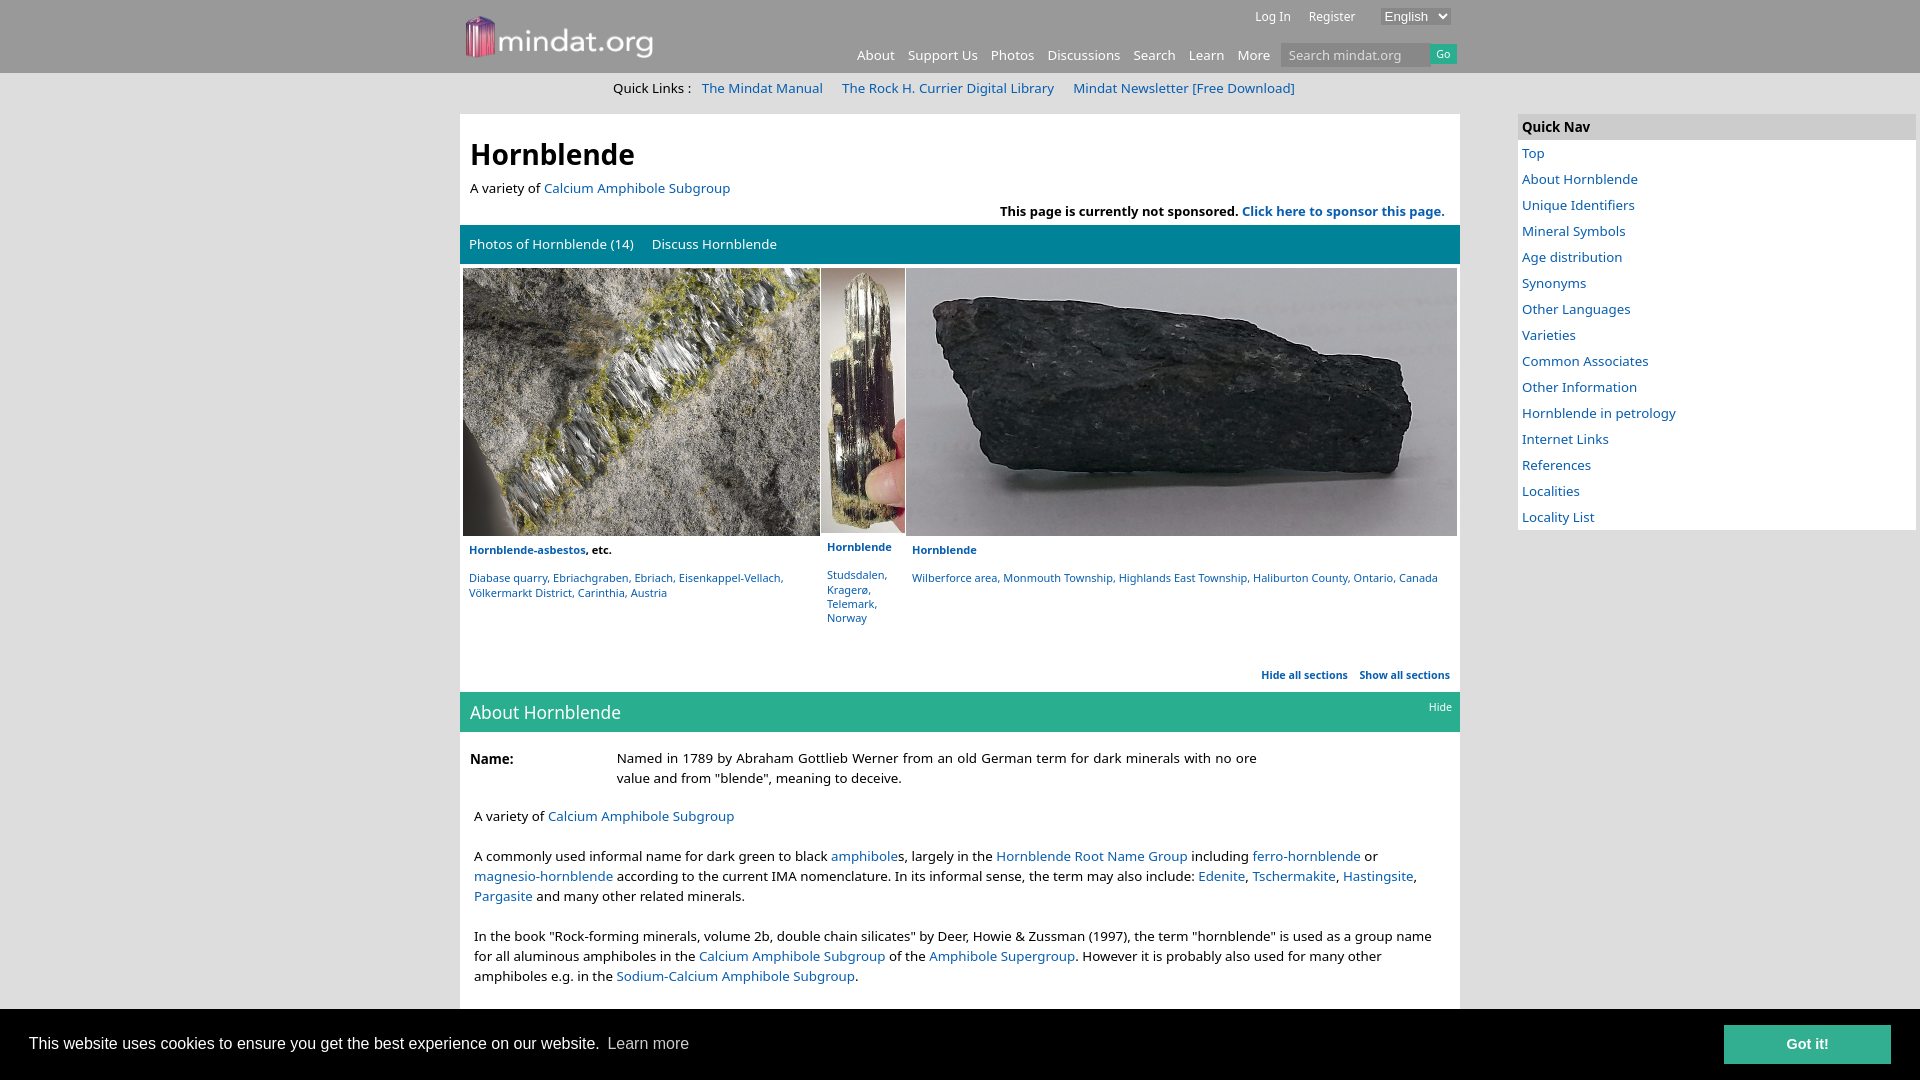 Log In Register English
mindat.org
About Support Us Photos Discussions Search Learn More Search mindat.org Go
Quick Links : The Mindat Manual The Rock H. Currier Digital Library Mindat Newsletter [Free Download]
Hornblende
A variety of Calcium Amphibole Subgroup
This page is currently not sponsored. Click here to sponsor this page.
Photos of Hornblende (14) Discuss Hornblende
Hornblende-asbestos, etc.
Diabase quarry, Ebriachgraben, Ebriach, Eisenkappel-Vellach,
Völkermarkt District, Carinthia, Austria
Hornblende
Studsdalen,
Kragerø,
Telemark,
Norway
Hornblende
Wilberforce area, Monmouth Township, Highlands East Township, Haliburton County, Ontario, Canada
Hide all sections Show all sections
About Hornblende
Hide
Name:
Named in 1789 by Abraham Gottlieb Werner from an old German term for dark minerals with no ore
value and from "blende", meaning to deceive.
A variety of Calcium Amphibole Subgroup
A commonly used informal name for dark green to black amphiboles, largely in the Hornblende Root Name Group including ferro-hornblende or
magnesio-hornblende according to the current IMA nomenclature. In its informal sense, the term may also include: Edenite, Tschermakite, Hastingsite,
Pargasite and many other related minerals.
In the book "Rock-forming minerals, volume 2b, double chain silicates" by Deer, Howie & Zussman (1997), the term "hornblende" is used as a group name
for all aluminous amphiboles in the Calcium Amphibole Subgroup of the Amphibole Supergroup. However it is probably also used for many other
amphiboles e.g. in the Sodium-Calcium Amphibole Subgroup.
Quick Nav
Top
About Hornblende
Unique Identifiers
Mineral Symbols
Age distribution
Synonyms
Other Languages
Varieties
Common Associates
Other Information
Hornblende in petrology
Internet Links
References
Localities
Locality List
This website uses cookies to ensure you get the best experience on our website. Learn more
Got it!